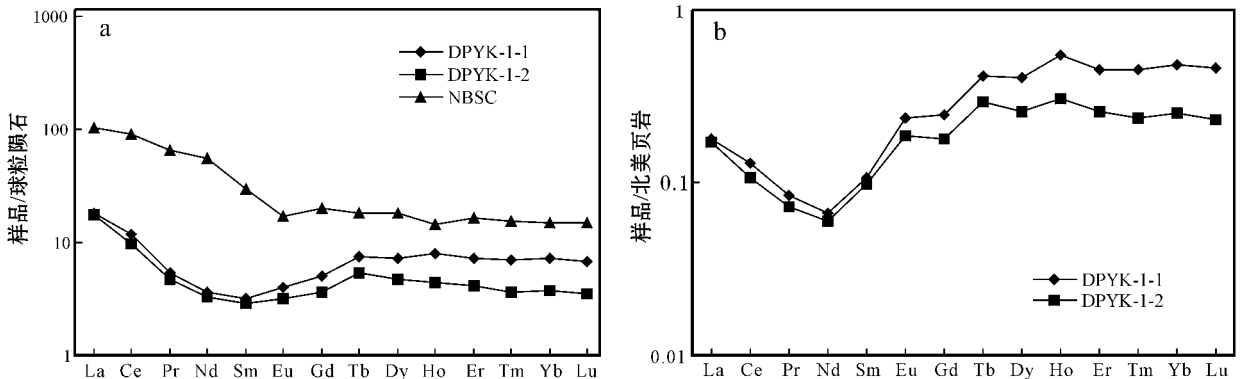 a
1000
100
10
1
样品/球粒陨石
DPYK-1-1
DPYK-1-2
NBSC
La Ce Pr Nd Sm Eu Gd Tb Dy Ho Er Tm Yb Lu
b
1
0.1
0.01
样品/北美页岩
DPYK-1-1
DPYK-1-2
La Ce Pr Nd Sm Eu Gd Tb Dy Ho Er Tm Yb Lu